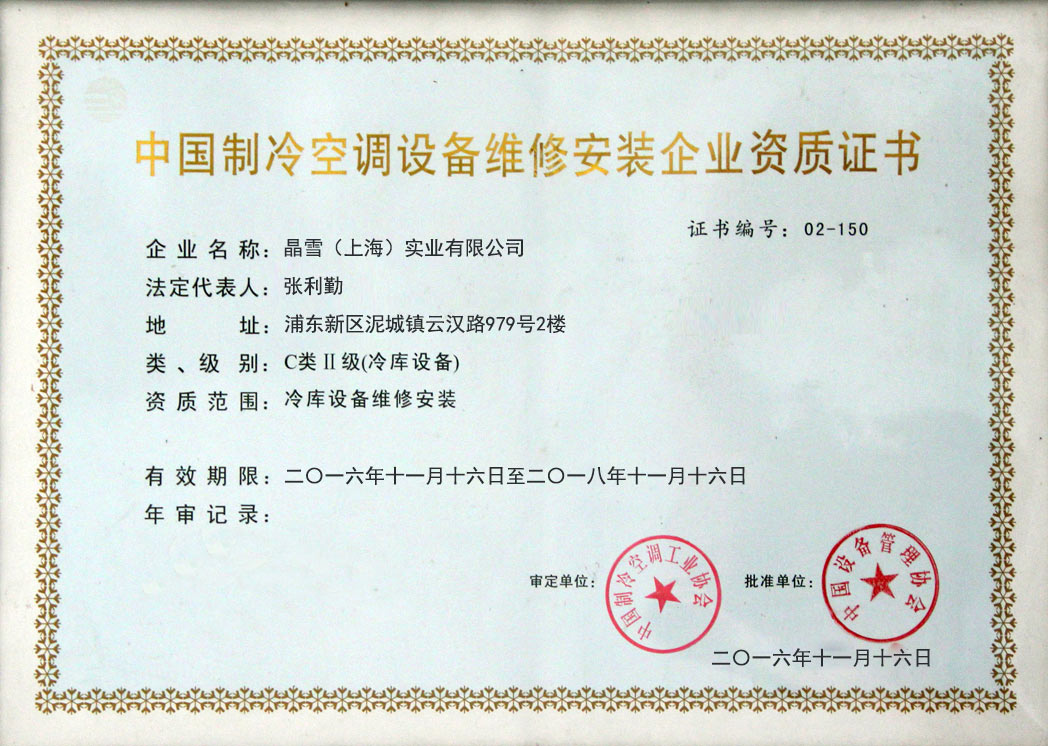 中国制冷空调设备维修安装企业资质证书
证书编号：02-150
企业名称：晶雪（上海）实业有限公司
法定代表人：张利勤
地址：浦东新区泥城镇云汉路979号2楼
类、级别：C类 II 级(冷库设备)
资质范围：冷库设备维修安装
有效期限：二〇一六年十一月十六日至二〇一八年十一月十六日
年审记录：
审定单位：
中国制冷空调工业协会
批准单位：
中国设备管理协会
二〇一六年十一月十六日